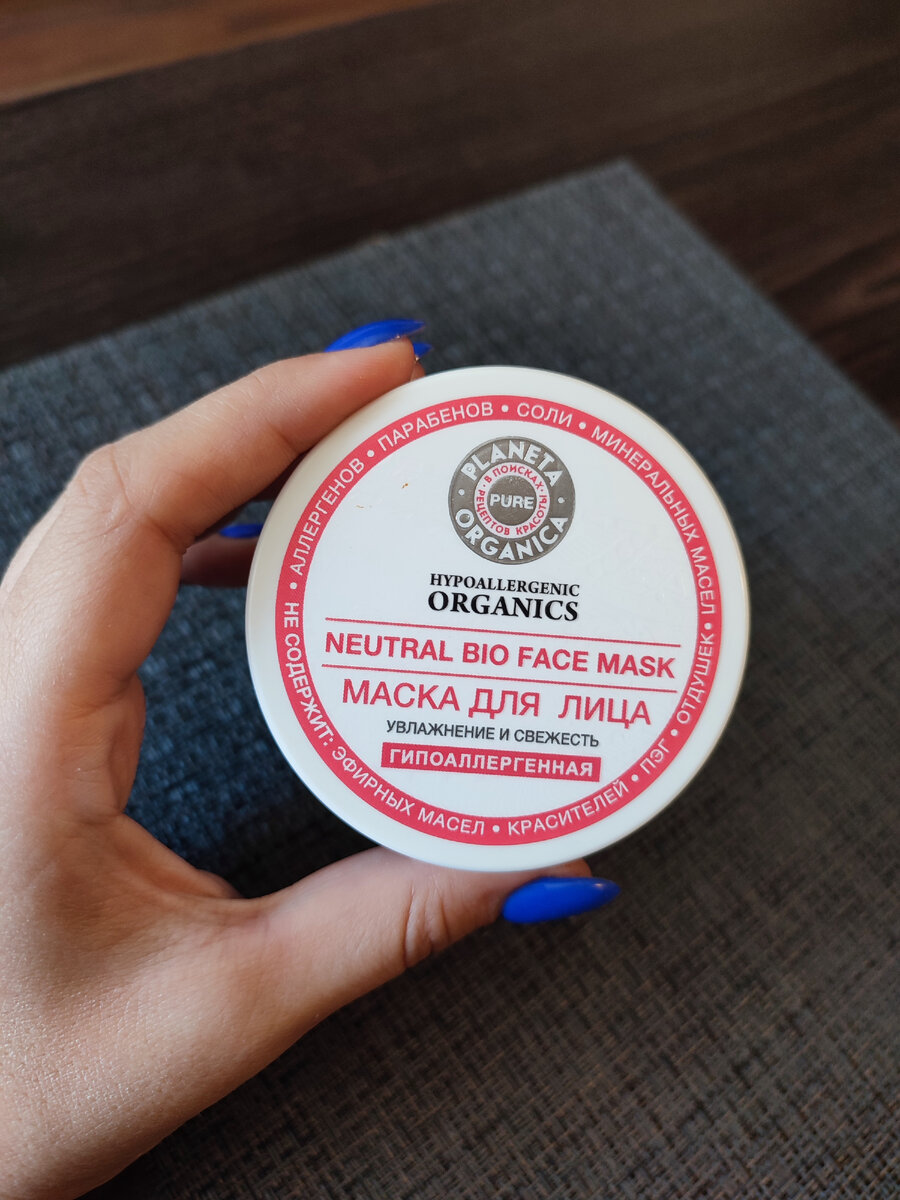 PLANETA
ORGANICA
• В ПОИСКАХ •
РЕЦЕПТОВ КРАСОТЫ
PURE
HYPOALLERGENIC
ORGANICS
NEUTRAL BIO FACE MASK
МАСКА ДЛЯ ЛИЦА
УВЛАЖНЕНИЕ И СВЕЖЕСТЬ
ГИПОАЛЛЕРГЕННАЯ
НЕ СОДЕРЖИТ: ЭФИРНЫХ МАСЕЛ • КРАСИТЕЛЕЙ • ПЭГ • ОТДУШЕК • МИНЕРАЛЬНЫХ МАСЕЛ • СОЛИ • ПАРАБЕНОВ • АЛЛЕРГЕНОВ •